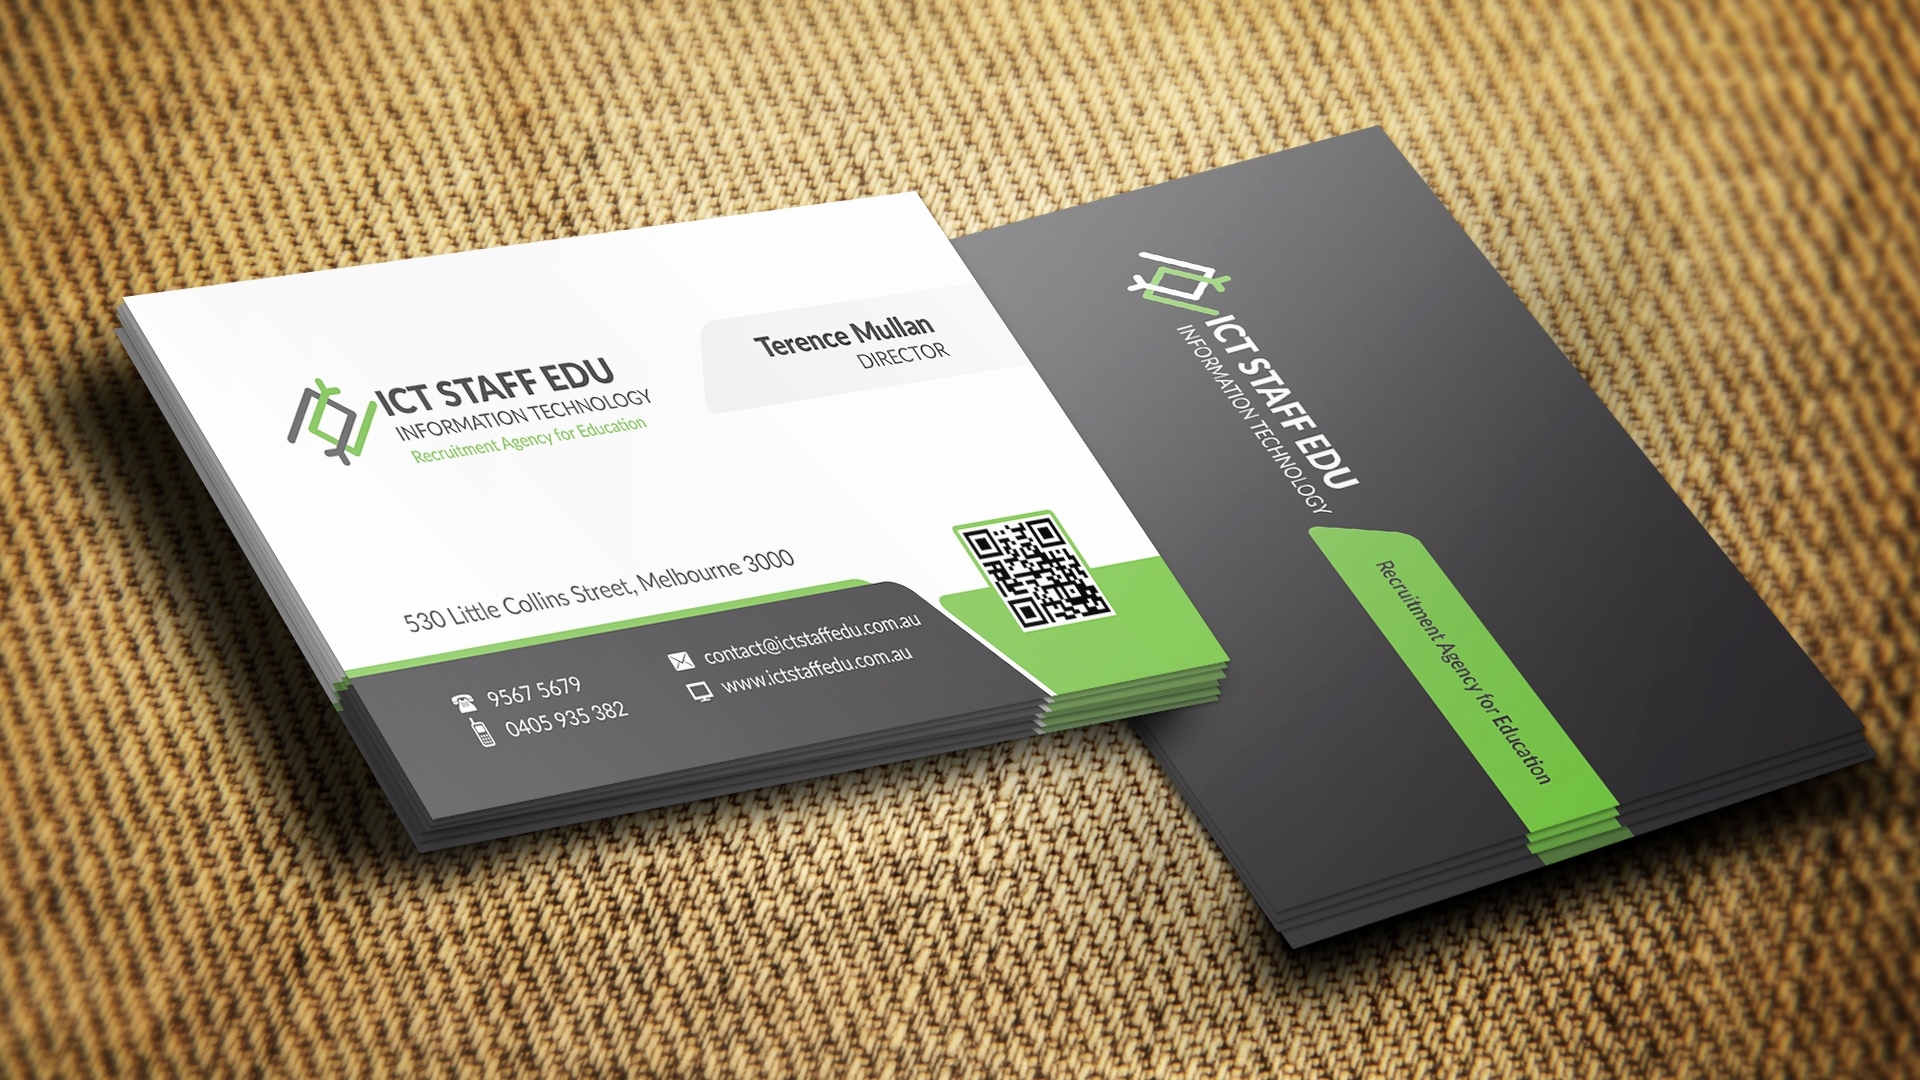 ICT STAFF EDU
INFORMATION TECHNOLOGY
Recruitment Agency for Education
Terence Mullan
DIRECTOR
530 Little Collins Street, Melbourne 3000
9567 5679
0405 935 382
contact@ictstaffedu.com.au
www.ictstaffedu.com.au
ICT STAFF EDU
INFORMATION TECHNOLOGY
Recruitment Agency for Education